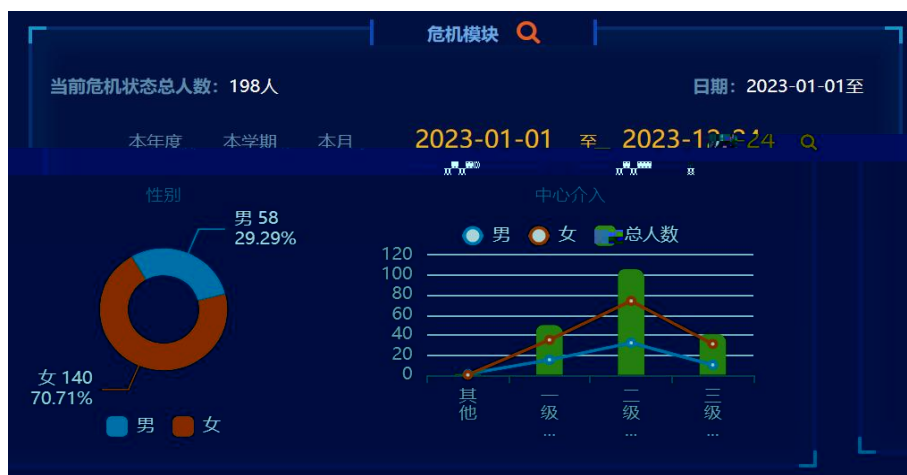 危机模块
当前危机状态总人数：198人
日期：2023-01-01至
本年度 本学期 本月 2023-01-01 至 2023-12-24
性别
中心介入
男 58
29.29%
女 140
70.71%
男 女
男 女 总人数
120
100
80
60
40
20
0
其他 一级... 二级... 三级...